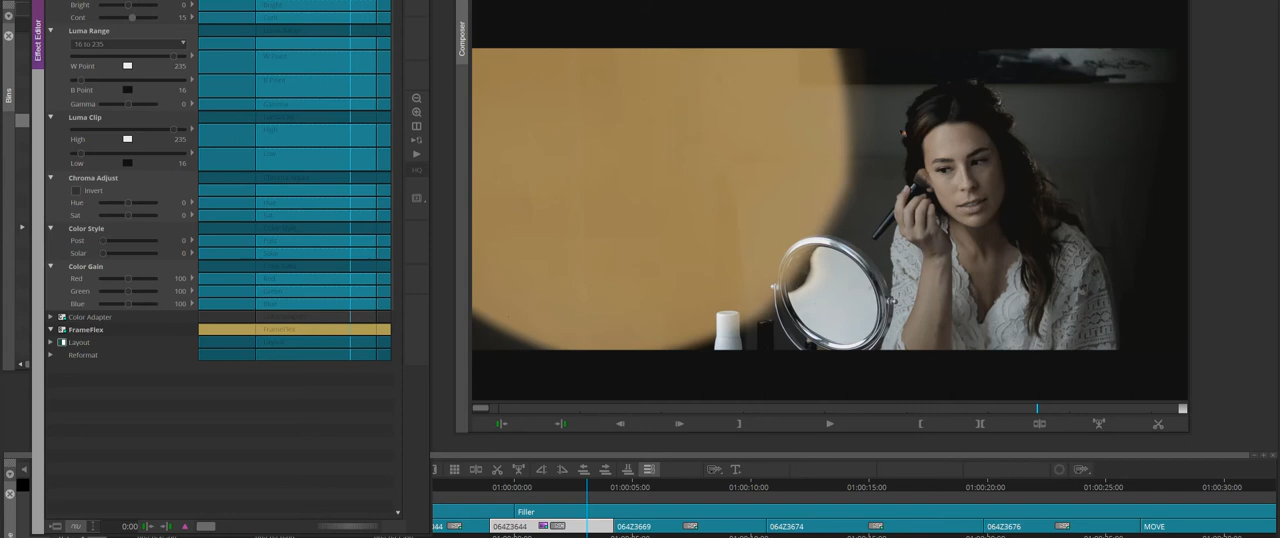 Bright 0
Cont 15
Luma Range
16 to 235
W Point 235
B Point 16
Gamma 0
Luma Clip
High 235
Low 16
Chroma Adjust
Invert
Hue 0
Sat 0
Color Style
Post 0
Solar 0
Color Gain
Red 100
Green 100
Blue 100
Color Adapter
FrameFlex
Layout
Reformat
Effect Editor
Bins
Composer
HQ
0:00
01:00:00:00 01:00:05:00 01:00:10:00 01:00:15:00 01:00:20:00 01:00:25:00 01:00:30:00
Filler
044 064Z3644 064Z3669 064Z3674 064Z3676 MOVE